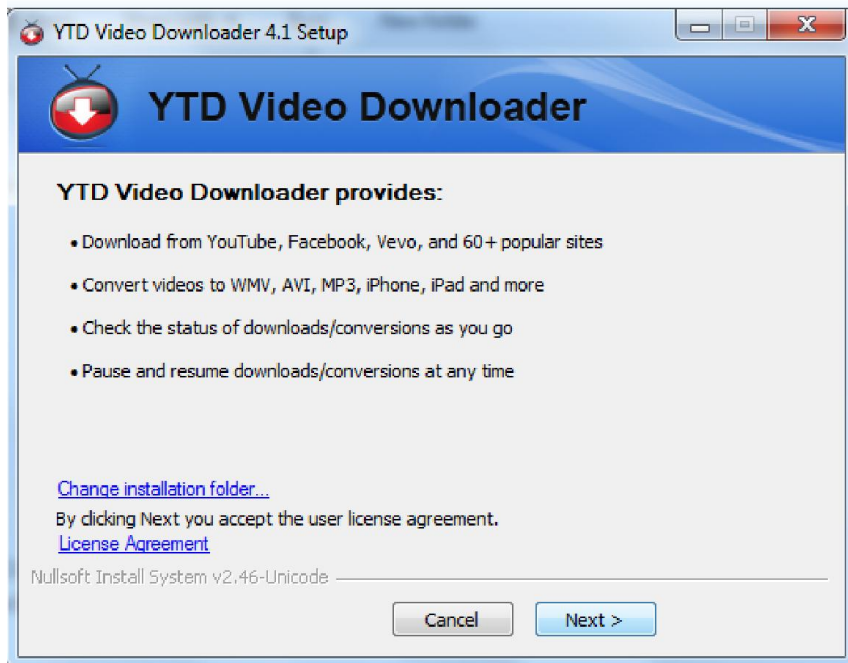 YTD Video Downloader 4.1 Setup
YTD Video Downloader
YTD Video Downloader provides:
• Download from YouTube, Facebook, Vevo, and 60+ popular sites
• Convert videos to WMV, AVI, MP3, iPhone, iPad and more
• Check the status of downloads/conversions as you go
• Pause and resume downloads/conversions at any time
Change installation folder...
By clicking Next you accept the user license agreement.
License Agreement
Nullsoft Install System v2.46-Unicode
Cancel
Next >